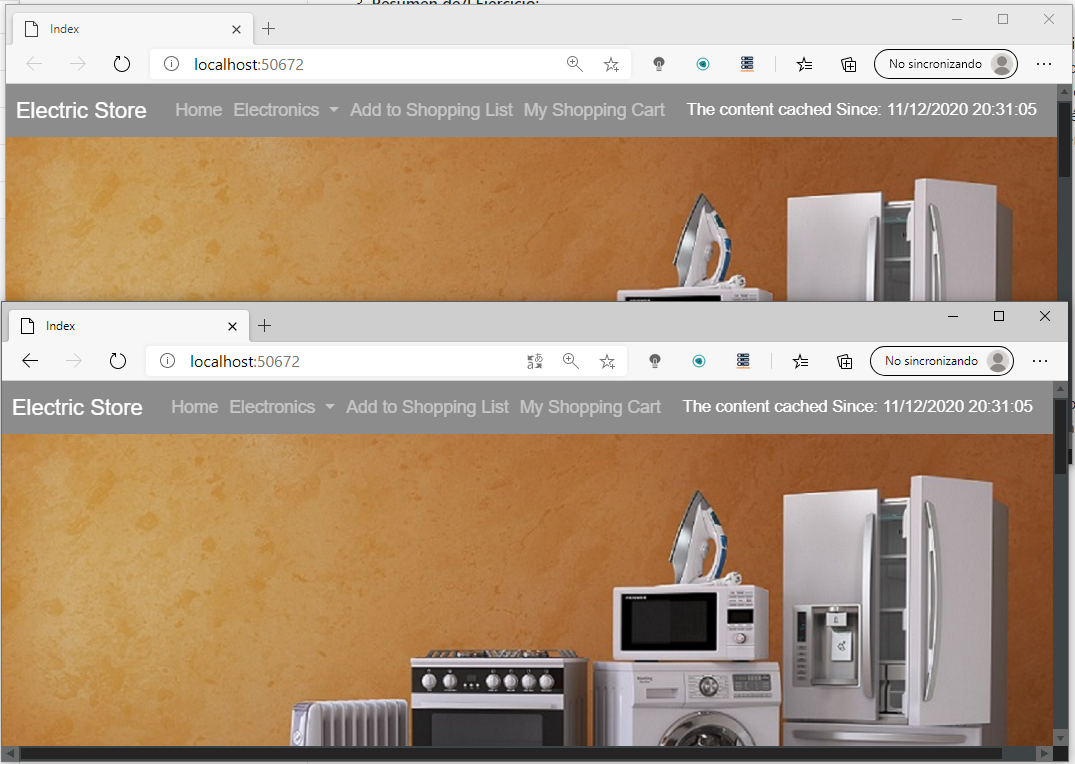 2. Resumen de/l Ejercicio:
Index
localhost:50672
No sincronizando
Electric Store Home Electronics Add to Shopping List My Shopping Cart The content cached Since: 11/12/2020 20:31:05
Index
localhost:50672
No sincronizando
Electric Store Home Electronics Add to Shopping List My Shopping Cart The content cached Since: 11/12/2020 20:31:05